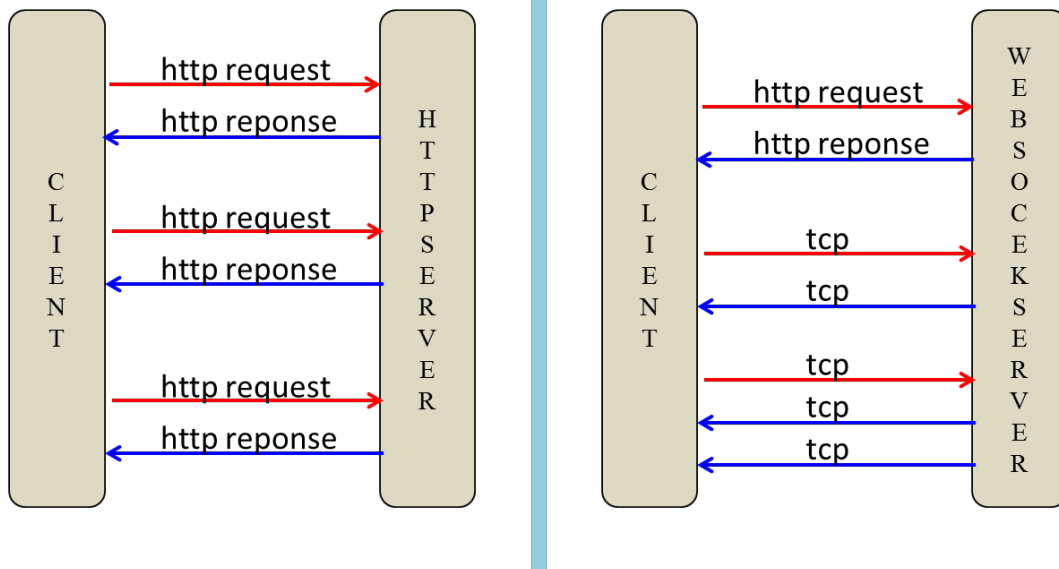 CLIENT
http request
http reponse
http request
http reponse
http request
http reponse
HTTPSERVER
CLIENT
http request
http reponse
tcp
tcp
tcp
tcp
tcp
WEBSOCEKSERVER